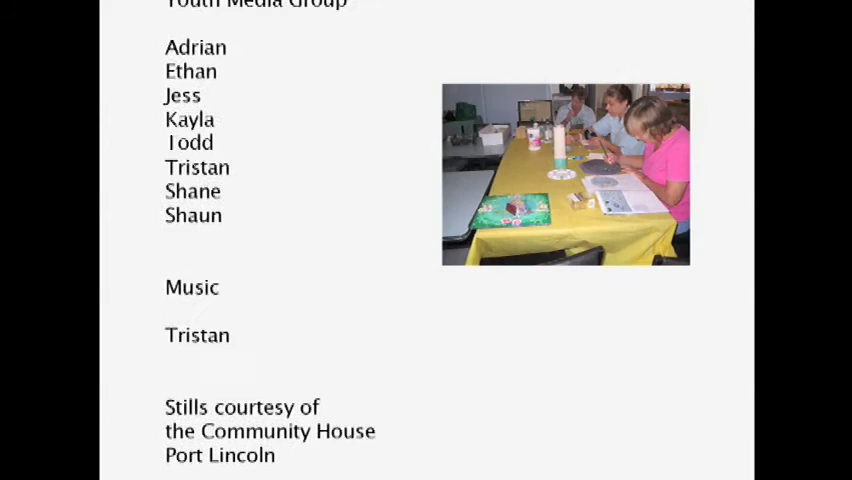 Youth Media Group
Adrian
Ethan
Jess
Kayla
Todd
Tristan
Shane
Shaun
Music
Tristan
Stills courtesy of
the Community House
Port Lincoln